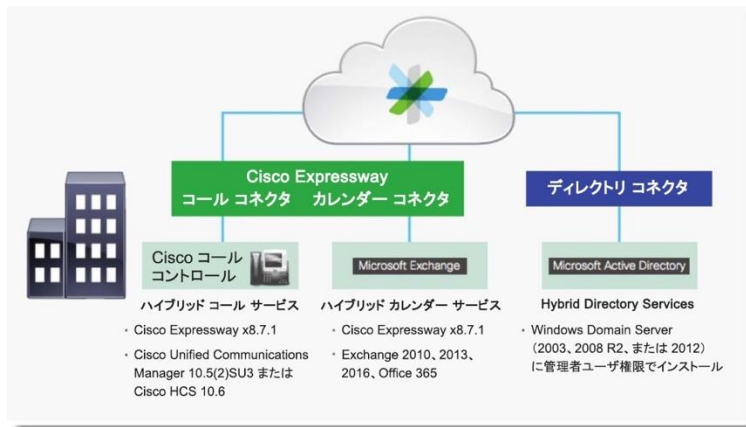 Cisco Expressway
コール コネクタ カレンダー コネクタ
ディレクトリ コネクタ
Cisco コール
コントロール
Microsoft Exchange
Microsoft Active Directory
ハイブリッド コール サービス
・ Cisco Expressway x8.7.1
・ Cisco Unified Communications
Manager 10.5(2)SU3 または
Cisco HCS 10.6
ハイブリッド カレンダー サービス
・ Cisco Expressway x8.7.1
・ Exchange 2010、2013、
2016、Office 365
Hybrid Directory Services
・ Windows Domain Server
（2003、2008 R2、または 2012）
に管理者ユーザ権限でインストール